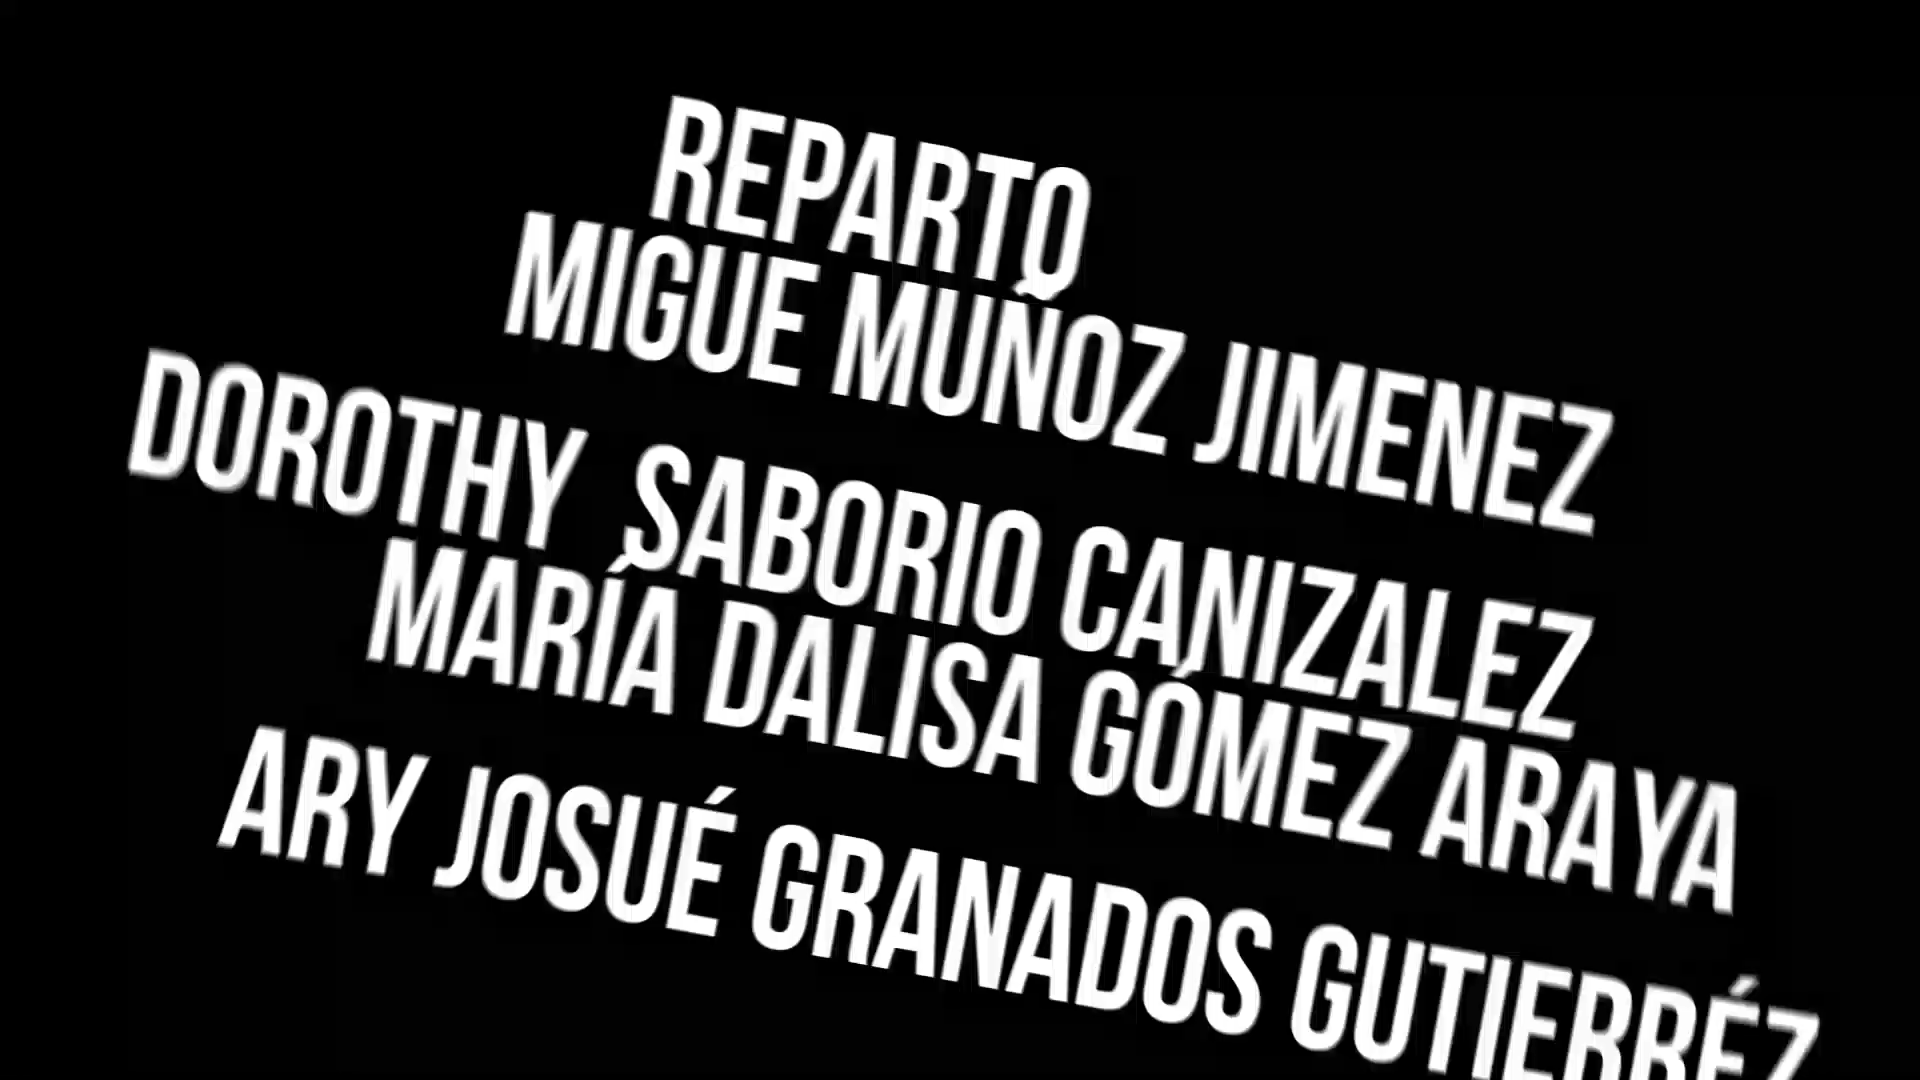 REPARTO
MIGUE MUÑOZ JIMENEZ
DOROTHY SABORIO CANIZALEZ
MARÍA DALISA GÓMEZ ARAYA
ARY JOSUÉ GRANADOS GUTIERRÉZ